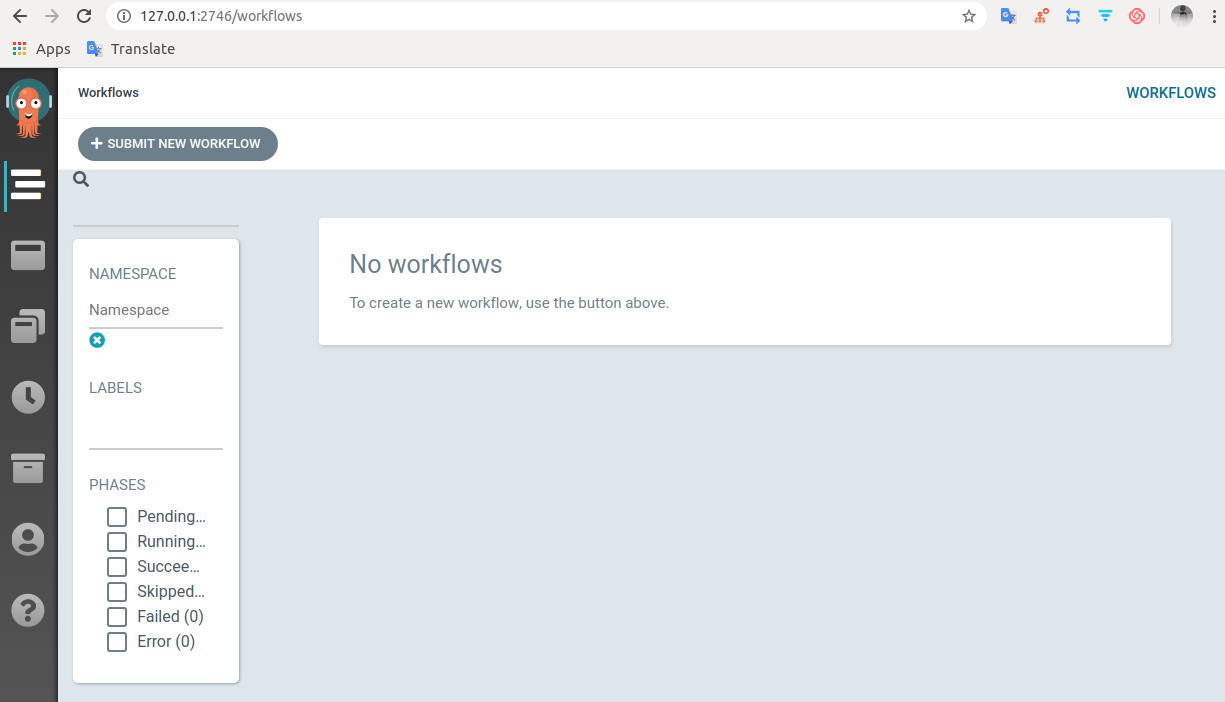 127.0.0.1:2746/workflows
Apps Translate
Workflows
WORKFLOWS
SUBMIT NEW WORKFLOW
NAMESPACE
Namespace
LABELS
PHASES
Pending...
Running...
Succee...
Skipped...
Failed (0)
Error (0)
No workflows
To create a new workflow, use the button above.